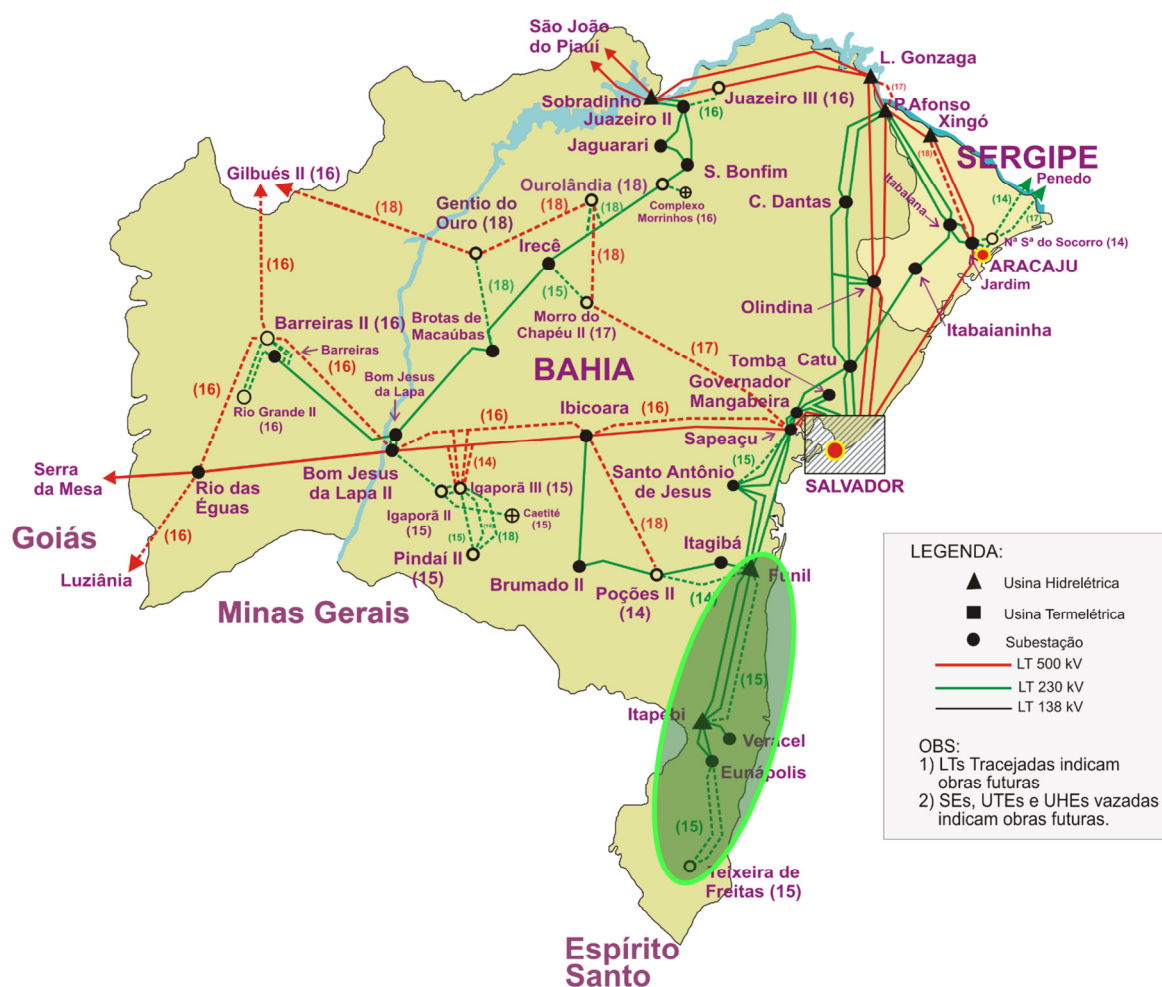 São João
do Piauí
L. Gonzaga
(17)
Sobradinho
Juazeiro II
Juazeiro III (16)
(16)
P.Afonso
Xingó
(18)
SERGIPE
Penedo
Jaguarari
S. Bonfim
Gilbués II (16)
Ourolândia (18)
Complexo
Morrinhos (16)
Itabaiana
(14)
(17)
(18)
Gentio do
Ouro (18)
(18)
(18)
C. Dantas
Nª Sª do Socorro (14)
Irecê
(18)
ARACAJU
Jardim
(16)
(18)
(15)
Olindina
Itabaianinha
Morro do
Chapéu II (17)
Barreiras II (16)
Brotas de
Macaúbas
Barreiras
(16)
BAHIA
(17)
Tomba
Catu
(16)
Bom Jesus
da Lapa
Governador
Mangabeira
Rio Grande II
(16)
(16)
Ibicoara
(16)
Sapeaçu
Serra
da Mesa
(14)
(15)
Rio das
Éguas
Bom Jesus
da Lapa II
Igaporã III (15)
Santo Antônio
de Jesus
SALVADOR
Igaporã II
(15)
Caetité
(15)
Goiás
(16)
(15)
(18)
(18)
Luziânia
Pindaí II
(15)
Brumado II
Itagibá
Funil
Poções II
(14)
(14)
Minas Gerais
(15)
Itapebi
Veracel
Eunápolis
(15)
Teixeira de
Freitas (15)
Espírito
Santo
LEGENDA:
Usina Hidrelétrica
Usina Termelétrica
Subestação
LT 500 kV
LT 230 kV
LT 138 kV
OBS:
1) LTs Tracejadas indicam
obras futuras
2) SEs, UTEs e UHEs vazadas
indicam obras futuras.